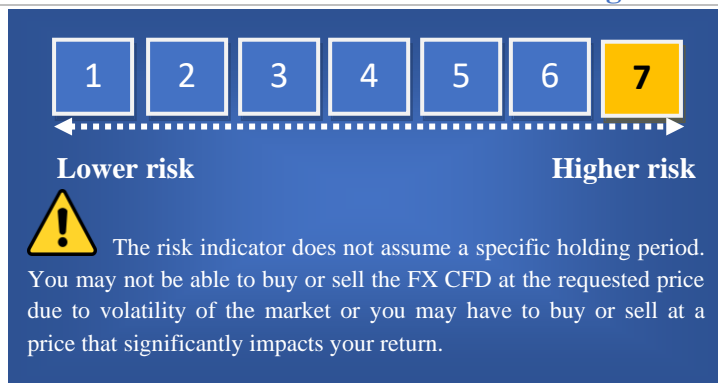 1 2 3 4 5 6 7
Lower risk Higher risk
The risk indicator does not assume a specific holding period.
You may not be able to buy or sell the FX CFD at the requested price
due to volatility of the market or you may have to buy or sell at a
price that significantly impacts your return.